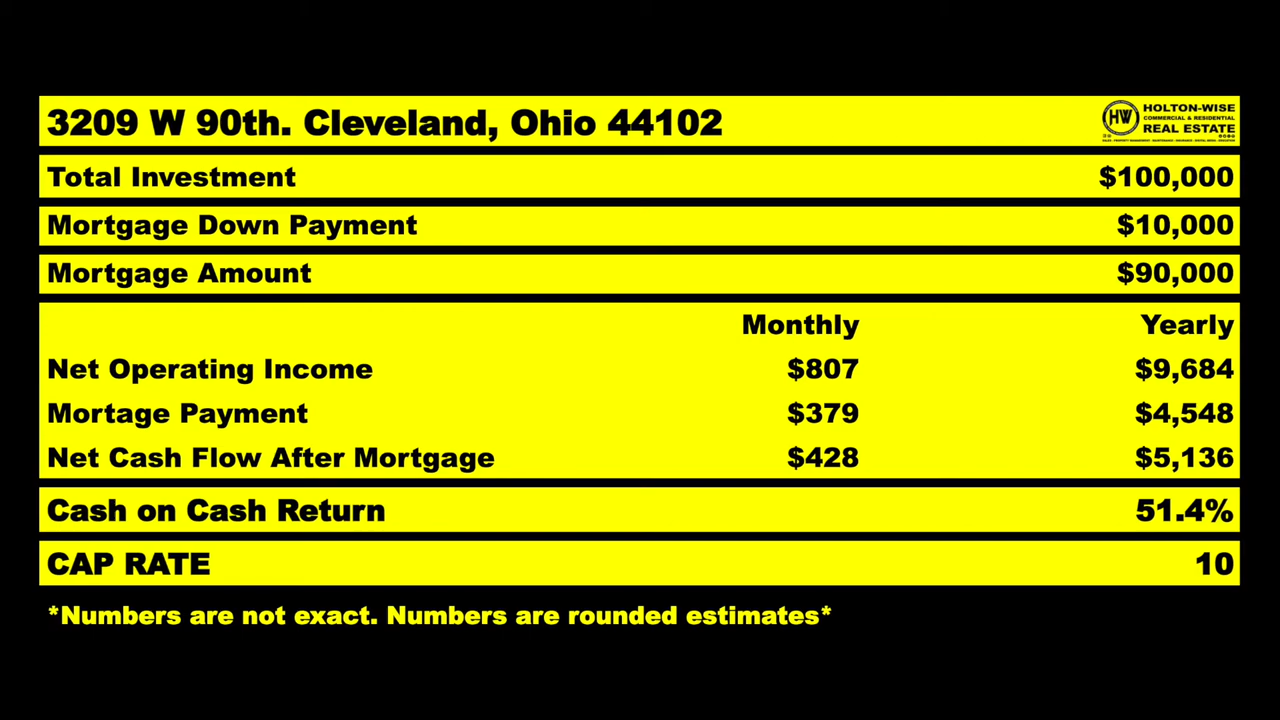 3209 W 90th. Cleveland, Ohio 44102
HW
HOLTON-WISE
COMMERCIAL & RESIDENTIAL
REAL ESTATE
Total Investment $100,000
Mortgage Down Payment $10,000
Mortgage Amount $90,000
Monthly Yearly
Net Operating Income $807 $9,684
Mortage Payment $379 $4,548
Net Cash Flow After Mortgage $428 $5,136
Cash on Cash Return 51.4%
CAP RATE 10
*Numbers are not exact. Numbers are rounded estimates*